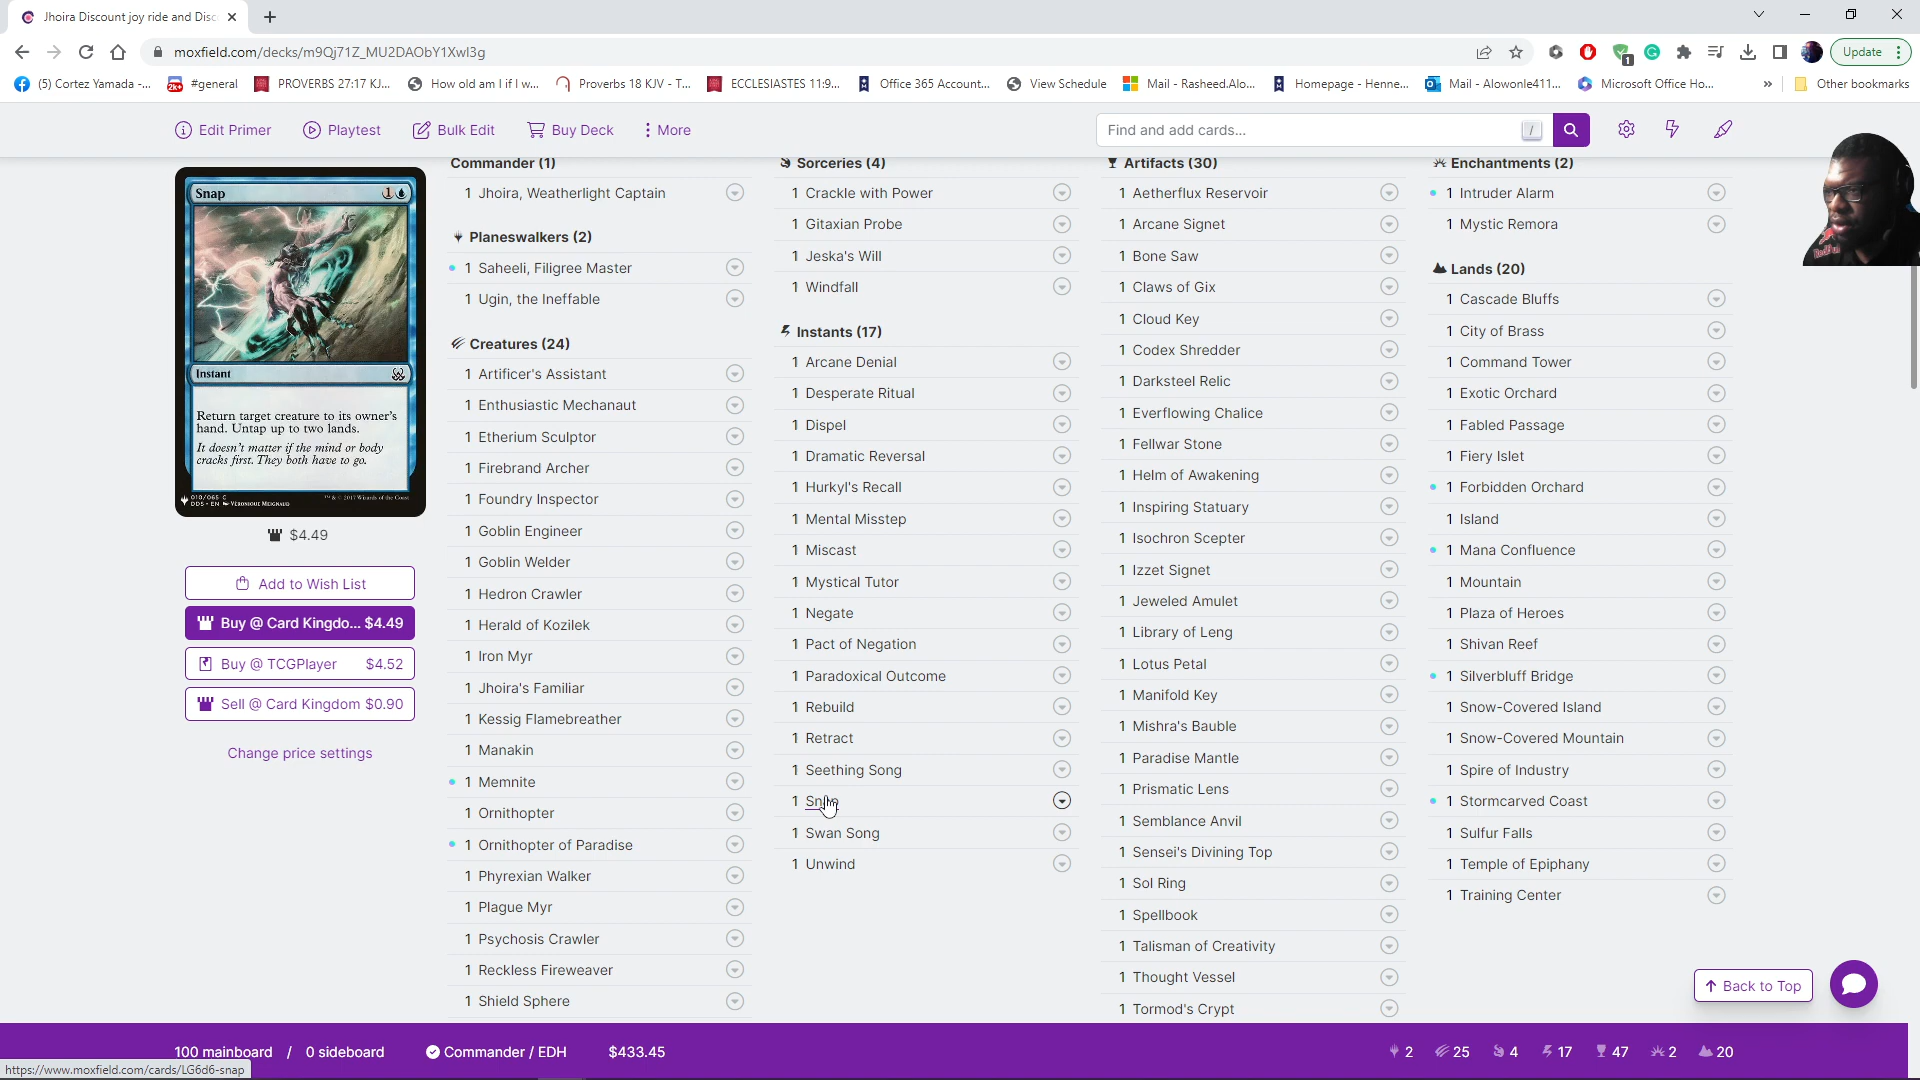 Jhoira Discount joy ride and Disc
moxfield.com/decks/m9Qj71Z_MU2DAObY1Xwl3g
Update
1
(5) Cortez Yamada -...
2k+
#general
PROVERBS 27:17 KJ...
How old am I if I w...
Proverbs 18 KJV - T...
ECCLESIASTES 11:9...
Office 365 Account...
View Schedule
Mail - Rasheed.Alo...
Homepage - Henne...
Mail - Alowonle411...
Microsoft Office Ho...
»
Other bookmarks
Edit Primer
Playtest
Bulk Edit
Buy Deck
More
Find and add cards...
/
Snap
1
Instant
Return target creature to its owner's
hand. Untap up to two lands.
It doesn't matter if the mind or body
cracks first. They both have to go.
010/065 C
DDS • EN VÉRONIQUE MEIGNAUD
™ & © 2017 Wizards of the Coast
$4.49
Add to Wish List
Buy @ Card Kingdo... $4.49
Buy @ TCGPlayer $4.52
Sell @ Card Kingdom $0.90
Change price settings
Commander (1)
1 Jhoira, Weatherlight Captain
Planeswalkers (2)
1 Saheeli, Filigree Master
1 Ugin, the Ineffable
Creatures (24)
1 Artificer's Assistant
1 Enthusiastic Mechanaut
1 Etherium Sculptor
1 Firebrand Archer
1 Foundry Inspector
1 Goblin Engineer
1 Goblin Welder
1 Hedron Crawler
1 Herald of Kozilek
1 Iron Myr
1 Jhoira's Familiar
1 Kessig Flamebreather
1 Manakin
1 Memnite
1 Ornithopter
1 Ornithopter of Paradise
1 Phyrexian Walker
1 Plague Myr
1 Psychosis Crawler
1 Reckless Fireweaver
1 Shield Sphere
Sorceries (4)
1 Crackle with Power
1 Gitaxian Probe
1 Jeska's Will
1 Windfall
Instants (17)
1 Arcane Denial
1 Desperate Ritual
1 Dispel
1 Dramatic Reversal
1 Hurkyl's Recall
1 Mental Misstep
1 Miscast
1 Mystical Tutor
1 Negate
1 Pact of Negation
1 Paradoxical Outcome
1 Rebuild
1 Retract
1 Seething Song
1 Snap
1 Swan Song
1 Unwind
Artifacts (30)
1 Aetherflux Reservoir
1 Arcane Signet
1 Bone Saw
1 Claws of Gix
1 Cloud Key
1 Codex Shredder
1 Darksteel Relic
1 Everflowing Chalice
1 Fellwar Stone
1 Helm of Awakening
1 Inspiring Statuary
1 Isochron Scepter
1 Izzet Signet
1 Jeweled Amulet
1 Library of Leng
1 Lotus Petal
1 Manifold Key
1 Mishra's Bauble
1 Paradise Mantle
1 Prismatic Lens
1 Semblance Anvil
1 Sensei's Divining Top
1 Sol Ring
1 Spellbook
1 Talisman of Creativity
1 Thought Vessel
1 Tormod's Crypt
Enchantments (2)
1 Intruder Alarm
1 Mystic Remora
Lands (20)
1 Cascade Bluffs
1 City of Brass
1 Command Tower
1 Exotic Orchard
1 Fabled Passage
1 Fiery Islet
1 Forbidden Orchard
1 Island
1 Mana Confluence
1 Mountain
1 Plaza of Heroes
1 Shivan Reef
1 Silverbluff Bridge
1 Snow-Covered Island
1 Snow-Covered Mountain
1 Spire of Industry
1 Stormcarved Coast
1 Sulfur Falls
1 Temple of Epiphany
1 Training Center
Back to Top
100 mainboard / 0 sideboard
Commander / EDH
$433.45
2 25 4 17 47 2 20
https://www.moxfield.com/cards/LG6d6-snap